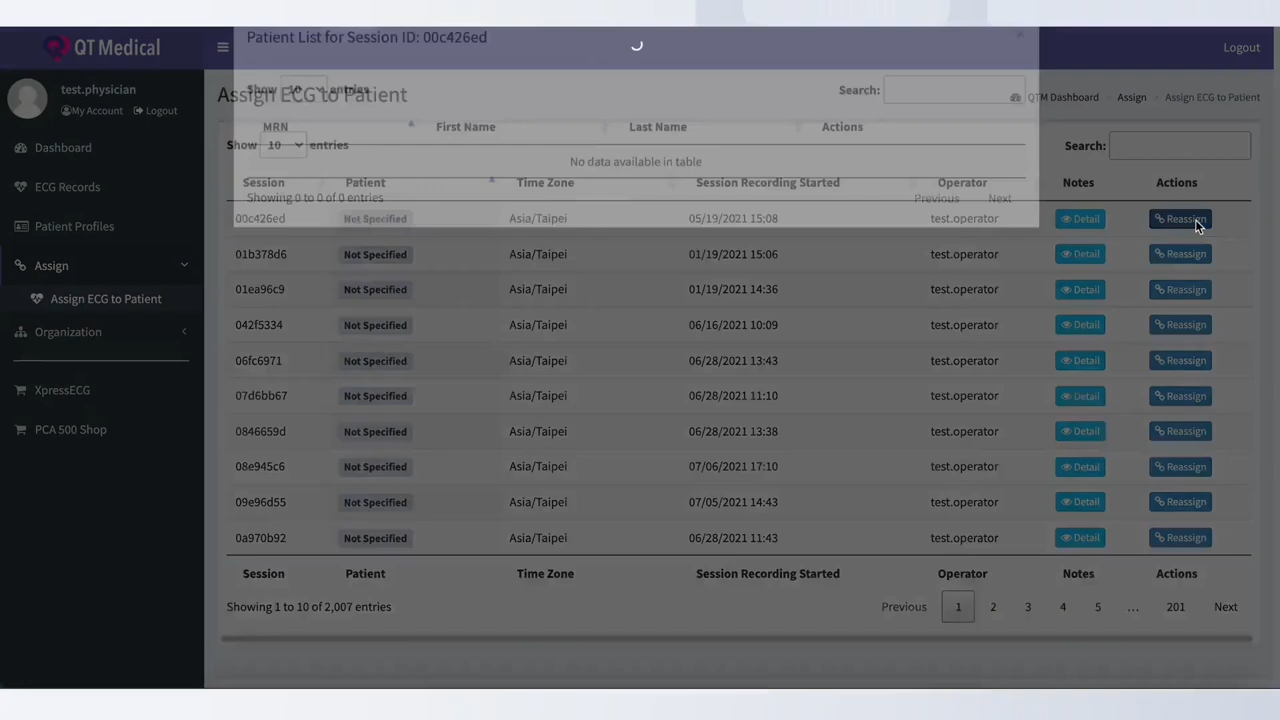 QT Medical
Patient List for Session ID: 00c426ed
×
Logout
test.physician
My Account Logout
Dashboard
ECG Records
Patient Profiles
Assign
Assign ECG to Patient
Organization
XpressECG
PCA 500 Shop
Show 10 entries
Search:
Assign ECG to Patient
QTM Dashboard > Assign > Assign ECG to Patient
MRN First Name Last Name Actions
No data available in table
Showing 0 to 0 of 0 entries
Previous Next
Show 10 entries
Search:
Session Patient Time Zone Session Recording Started Operator Notes Actions
00c426ed Not Specified Asia/Taipei 05/19/2021 15:08 test.operator Detail Reassign
01b378d6 Not Specified Asia/Taipei 01/19/2021 15:06 test.operator Detail Reassign
01ea96c9 Not Specified Asia/Taipei 01/19/2021 14:36 test.operator Detail Reassign
042f5334 Not Specified Asia/Taipei 06/16/2021 10:09 test.operator Detail Reassign
06fc6971 Not Specified Asia/Taipei 06/28/2021 13:43 test.operator Detail Reassign
07d6bb67 Not Specified Asia/Taipei 06/28/2021 11:10 test.operator Detail Reassign
0846659d Not Specified Asia/Taipei 06/28/2021 13:38 test.operator Detail Reassign
08e945c6 Not Specified Asia/Taipei 07/06/2021 17:10 test.operator Detail Reassign
09e96d55 Not Specified Asia/Taipei 07/05/2021 14:43 test.operator Detail Reassign
0a970b92 Not Specified Asia/Taipei 06/28/2021 11:43 test.operator Detail Reassign
Session Patient Time Zone Session Recording Started Operator Notes Actions
Showing 1 to 10 of 2,007 entries
Previous 1 2 3 4 5 … 201 Next